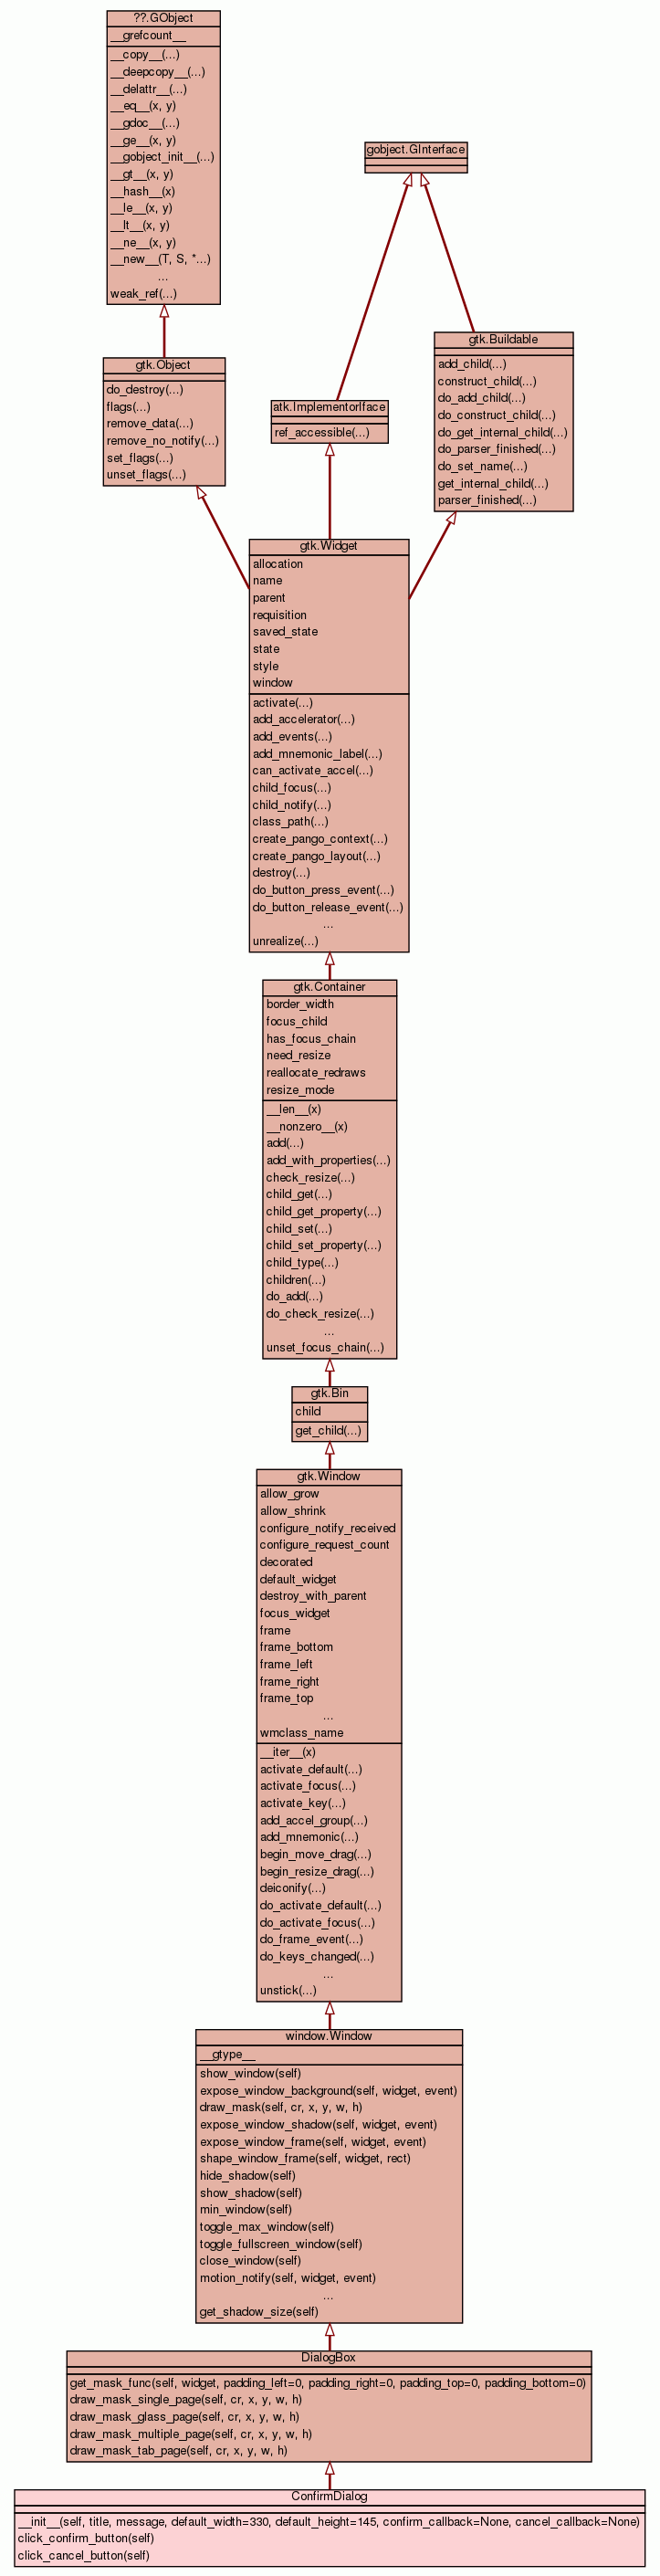 ??.GObject
__grefcount__
__copy__(...)
__deepcopy__(...)
__delattr__(...)
__eq__(x, y)
__gdoc__(...)
__ge__(x, y)
__gobject_init__(...)
__gt__(x, y)
__hash__(x)
__le__(x, y)
__lt__(x, y)
__ne__(x, y)
__new__(T, S, *...)
...
weak_ref(...)
gobject.GInterface
gtk.Object
do_destroy(...)
flags(...)
remove_data(...)
remove_no_notify(...)
set_flags(...)
unset_flags(...)
atk.ImplementorIface
ref_accessible(...)
gtk.Buildable
add_child(...)
construct_child(...)
do_add_child(...)
do_construct_child(...)
do_get_internal_child(...)
do_parser_finished(...)
do_set_name(...)
get_internal_child(...)
parser_finished(...)
gtk.Widget
allocation
name
parent
requisition
saved_state
state
style
window
activate(...)
add_accelerator(...)
add_events(...)
add_mnemonic_label(...)
can_activate_accel(...)
child_focus(...)
child_notify(...)
class_path(...)
create_pango_context(...)
create_pango_layout(...)
destroy(...)
do_button_press_event(...)
do_button_release_event(...)
...
unrealize(...)
gtk.Container
border_width
focus_child
has_focus_chain
need_resize
reallocate_redraws
resize_mode
__len__(x)
__nonzero__(x)
add(...)
add_with_properties(...)
check_resize(...)
child_get(...)
child_get_property(...)
child_set(...)
child_set_property(...)
child_type(...)
children(...)
do_add(...)
do_check_resize(...)
...
unset_focus_chain(...)
gtk.Bin
child
get_child(...)
gtk.Window
allow_grow
allow_shrink
configure_notify_received
configure_request_count
decorated
default_widget
destroy_with_parent
focus_widget
frame
frame_bottom
frame_left
frame_right
frame_top
...
wmclass_name
__iter__(x)
activate_default(...)
activate_focus(...)
activate_key(...)
add_accel_group(...)
add_mnemonic(...)
begin_move_drag(...)
begin_resize_drag(...)
deiconify(...)
do_activate_default(...)
do_activate_focus(...)
do_frame_event(...)
do_keys_changed(...)
...
unstick(...)
window.Window
__gtype__
show_window(self)
expose_window_background(self, widget, event)
draw_mask(self, cr, x, y, w, h)
expose_window_shadow(self, widget, event)
expose_window_frame(self, widget, event)
shape_window_frame(self, widget, rect)
hide_shadow(self)
show_shadow(self)
min_window(self)
toggle_max_window(self)
toggle_fullscreen_window(self)
close_window(self)
motion_notify(self, widget, event)
...
get_shadow_size(self)
DialogBox
get_mask_func(self, widget, padding_left=0, padding_right=0, padding_top=0, padding_bottom=0)
draw_mask_single_page(self, cr, x, y, w, h)
draw_mask_glass_page(self, cr, x, y, w, h)
draw_mask_multiple_page(self, cr, x, y, w, h)
draw_mask_tab_page(self, cr, x, y, w, h)
ConfirmDialog
__init__(self, title, message, default_width=330, default_height=145, confirm_callback=None, cancel_callback=None)
click_confirm_button(self)
click_cancel_button(self)